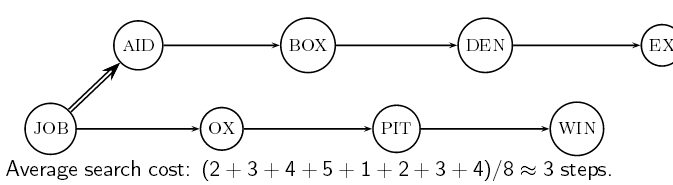 AID BOX DEN EX
JOB OX PIT WIN
Average search cost: (2 + 3 + 4 + 5 + 1 + 2 + 3 + 4)/8 ≈ 3 steps.